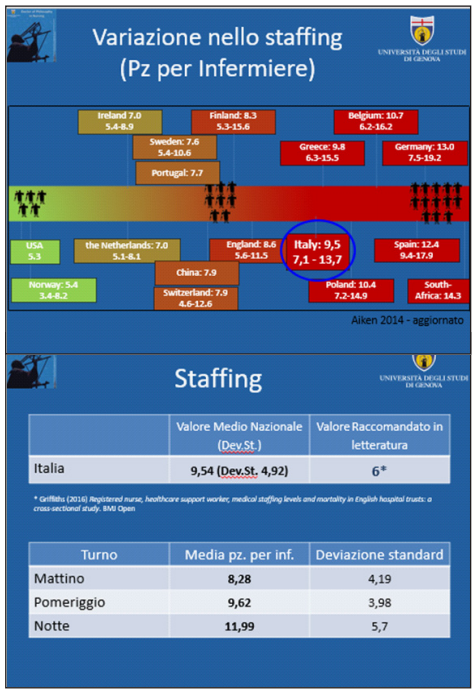 Variazione nello staffing
(Pz per Infermiere)
UNIVERSITÀ DEGLI STUDI
DI GENOVA
Ireland 7.0
5.4-8.9
Finland: 8.3
5.3-15.6
Belgium: 10.7
6.2-16.2
Sweden: 7.6
5.4-10.6
Greece: 9.8
6.3-15.5
Germany: 13.0
7.5-19.2
Portugal: 7.7
USA
5.3
the Netherlands: 7.0
5.1-8.1
England: 8.6
5.6-11.5
Italy: 9,5
7,1 - 13,7
Spain: 12.4
9.4-17.9
China: 7.9
Norway: 5.4
3.4-8.2
Switzerland: 7.9
4.6-12.6
Poland: 10.4
7.2-14.9
South-
Africa: 14.3
Aiken 2014 - aggiornato
Staffing
UNIVERSITÀ DEGLI STUDI
DI GENOVA
Valore Medio Nazionale
(Dev.St.)
Valore Raccomandato in
letteratura
Italia 9,54 (Dev.St. 4,92) 6*
* Griffiths (2016) Registered nurse, healthcare support worker, medical staffing levels and mortality in English hospital trusts: a
cross-sectional study. BMJ Open
Turno Media pz. per inf. Deviazione standard
Mattino 8,28 4,19
Pomeriggio 9,62 3,98
Notte 11,99 5,7